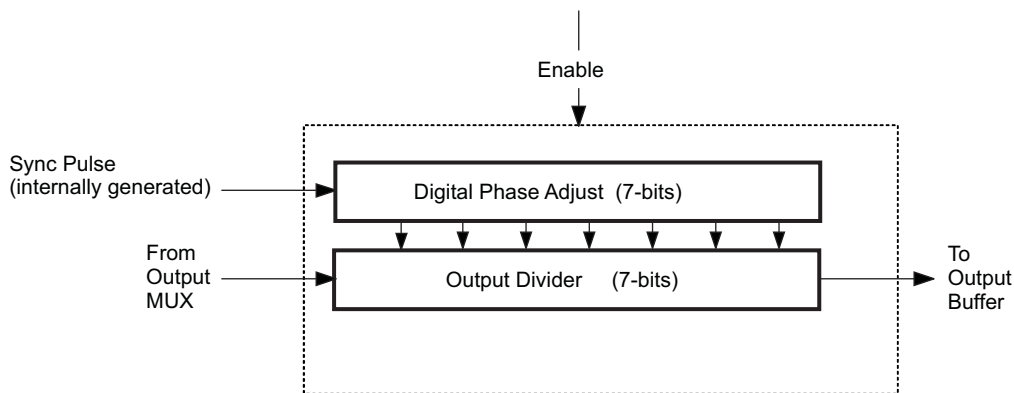 Enable
Sync Pulse
(internally generated)
Digital Phase Adjust (7-bits)
From
Output
MUX
Output Divider (7-bits)
To
Output
Buffer